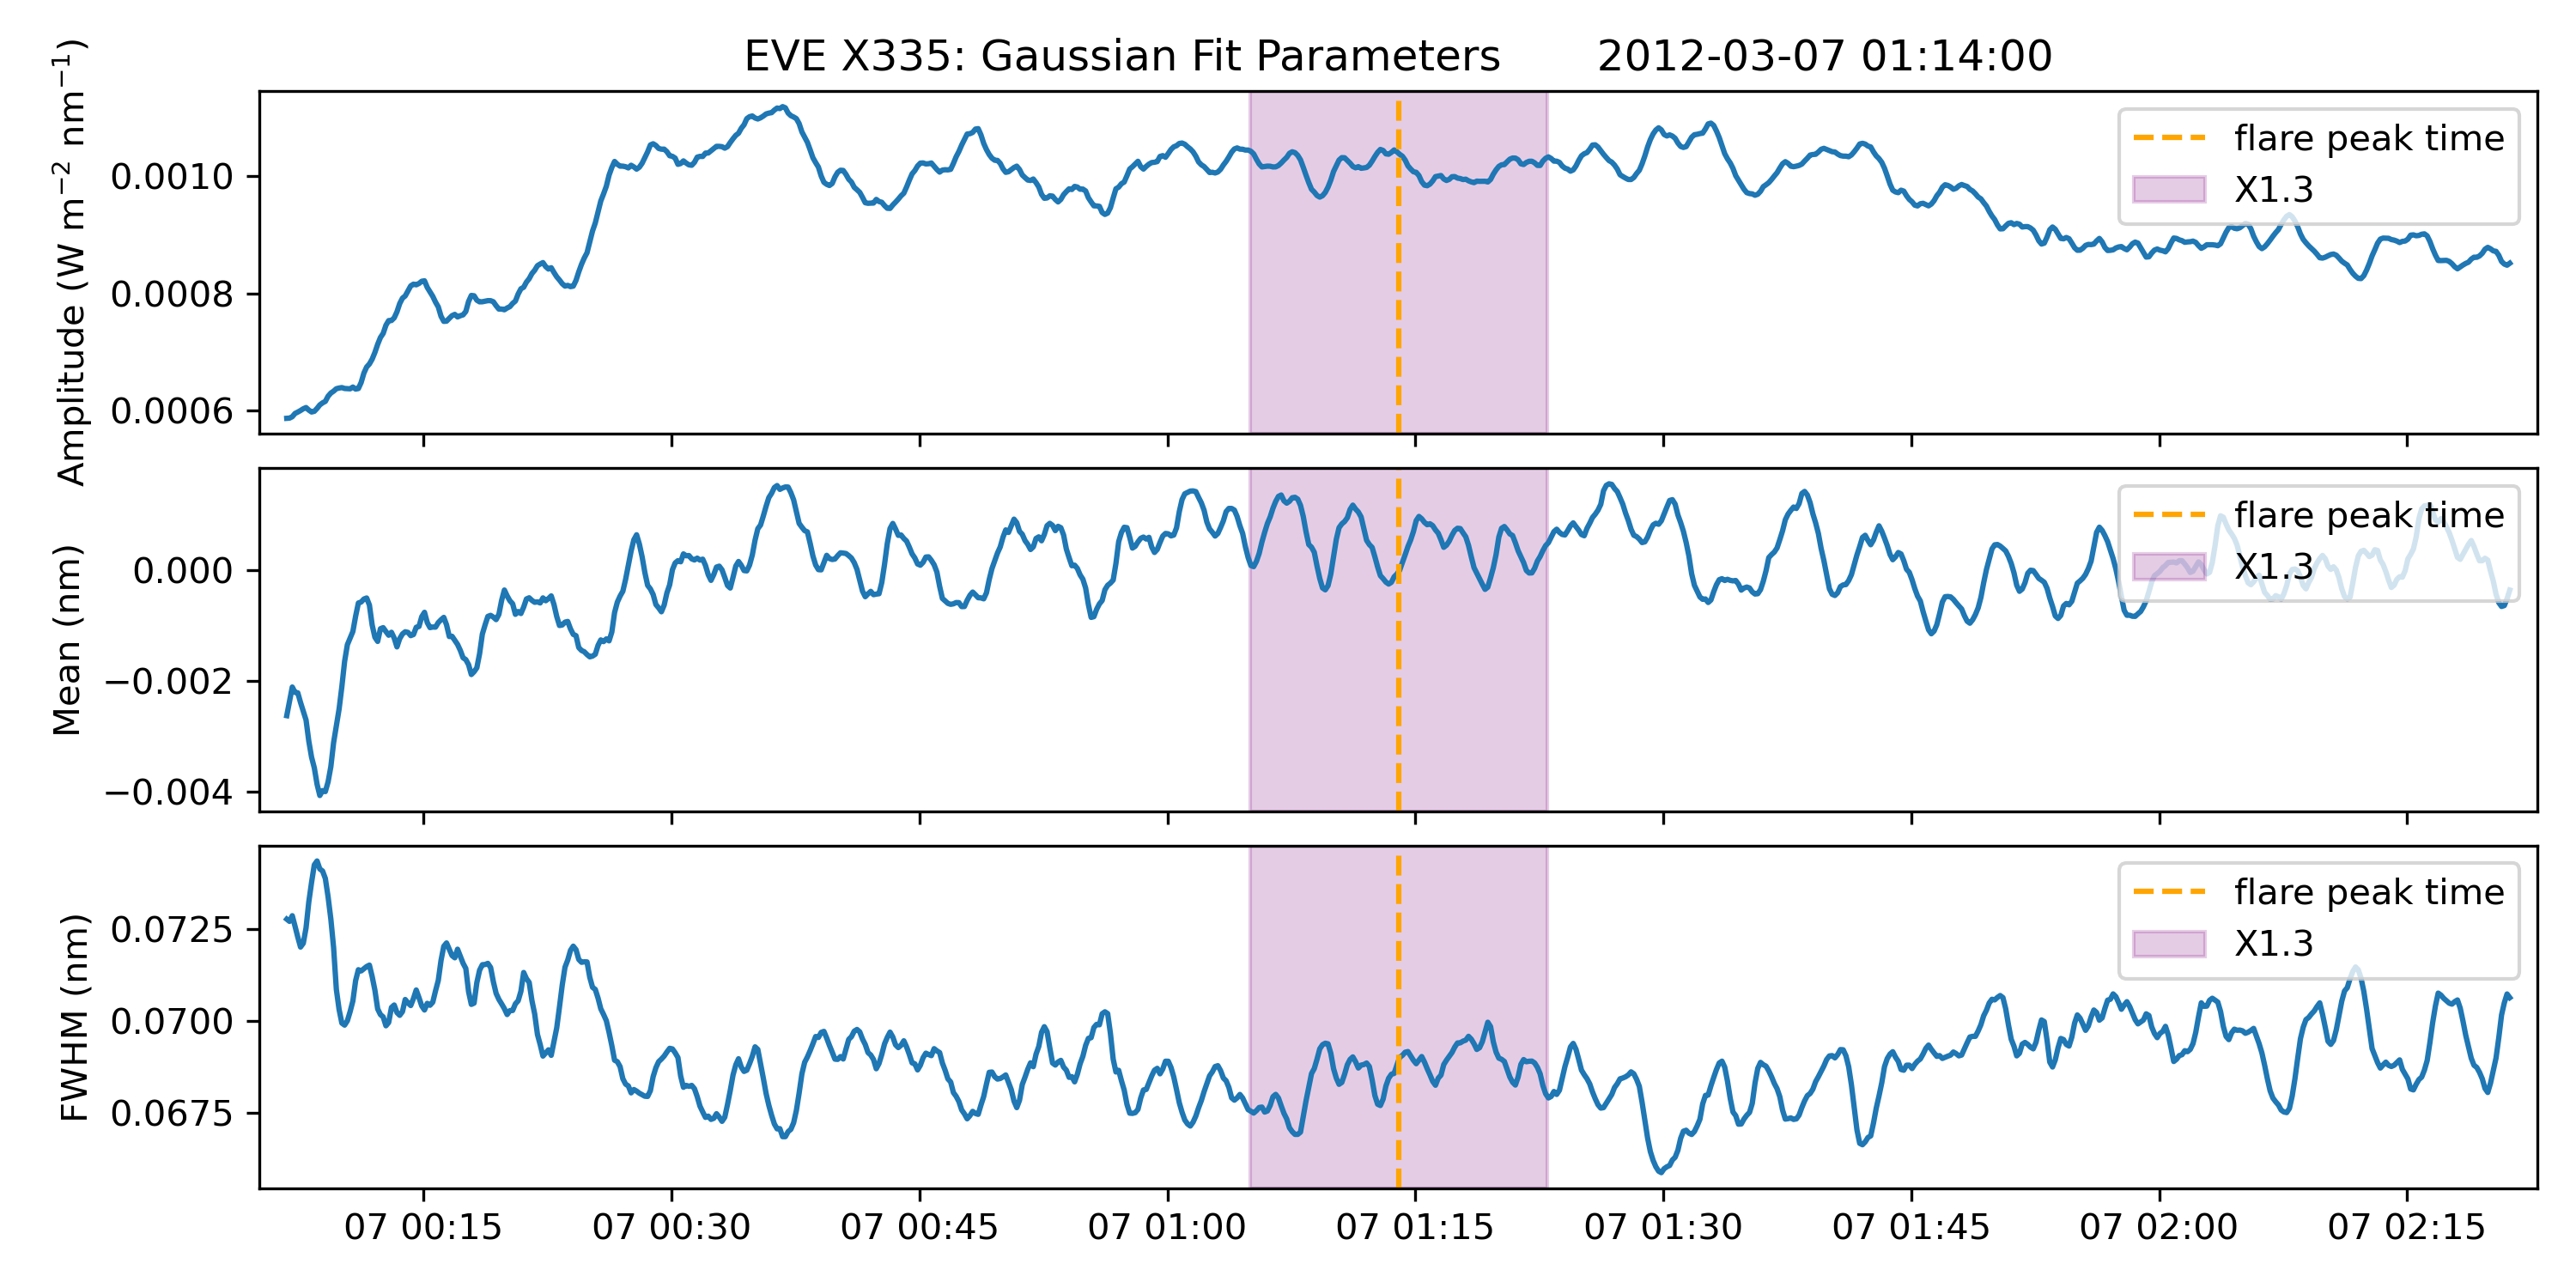 EVE X335: Gaussian Fit Parameters 2012-03-07 01:14:00
Amplitude (W m⁻² nm⁻¹)
0.0010
0.0008
0.0006
flare peak time
X1.3
Mean (nm)
0.000
−0.002
−0.004
flare peak time
X1.3
FWHM (nm)
0.0725
0.0700
0.0675
flare peak time
X1.3
07 00:15 07 00:30 07 00:45 07 01:00 07 01:15 07 01:30 07 01:45 07 02:00 07 02:15